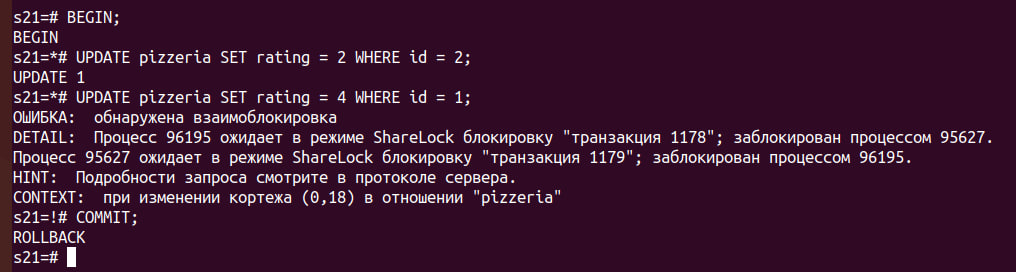 s21=# BEGIN;
BEGIN
s21=*# UPDATE pizzeria SET rating = 2 WHERE id = 2;
UPDATE 1
s21=*# UPDATE pizzeria SET rating = 4 WHERE id = 1;
ОШИБКА:  обнаружена взаимоблокировка
DETAIL:  Процесс 96195 ожидает в режиме ShareLock блокировку "транзакция 1178"; заблокирован процессом 95627.
Процесс 95627 ожидает в режиме ShareLock блокировку "транзакция 1179"; заблокирован процессом 96195.
HINT:  Подробности запроса смотрите в протоколе сервера.
CONTEXT:  при изменении кортежа (0,18) в отношении "pizzeria"
s21=!# COMMIT;
ROLLBACK
s21=#